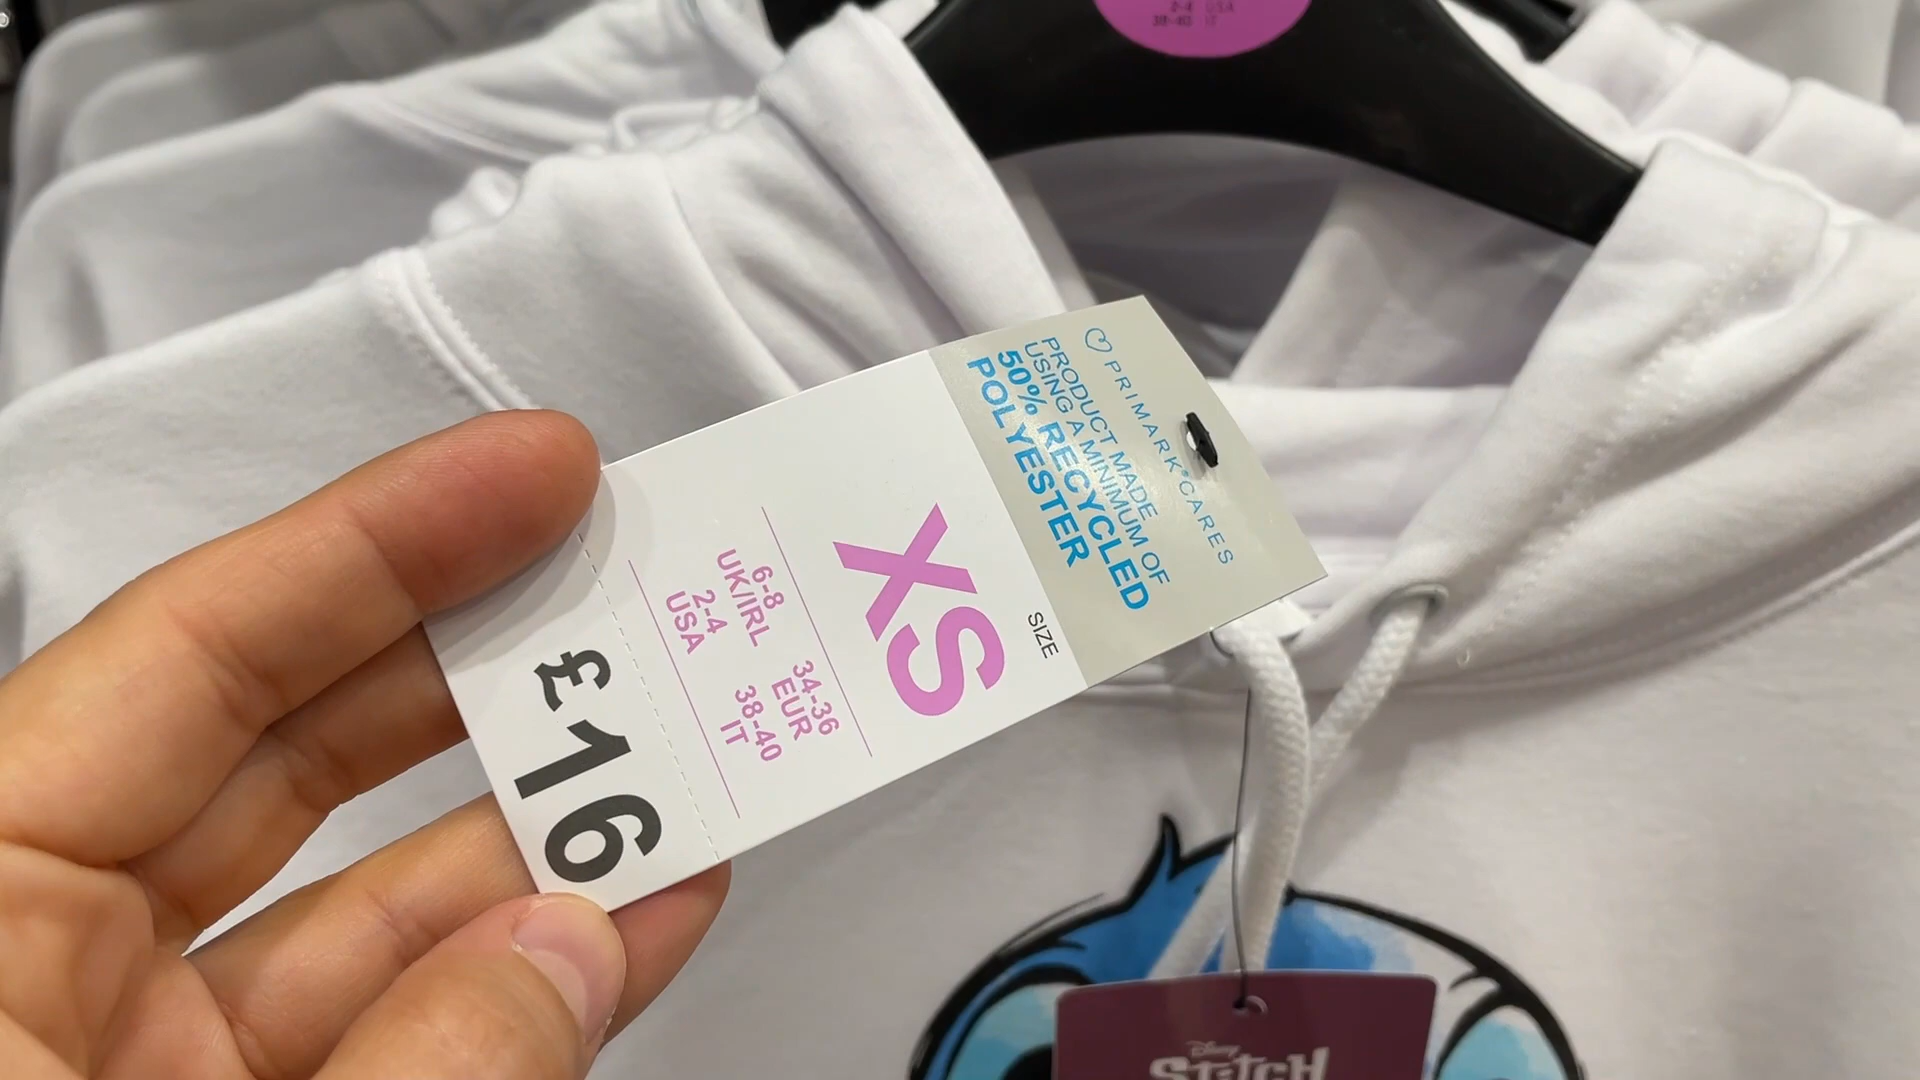 2-4 USA
38-40 IT
PRIMARK CARES
PRODUCT MADE
USING A MINIMUM OF
50% RECYCLED
POLYESTER
SIZE
XS
6-8
UK/IRL
34-36
EUR
2-4
USA
38-40
IT
£16
Disney
STITCH